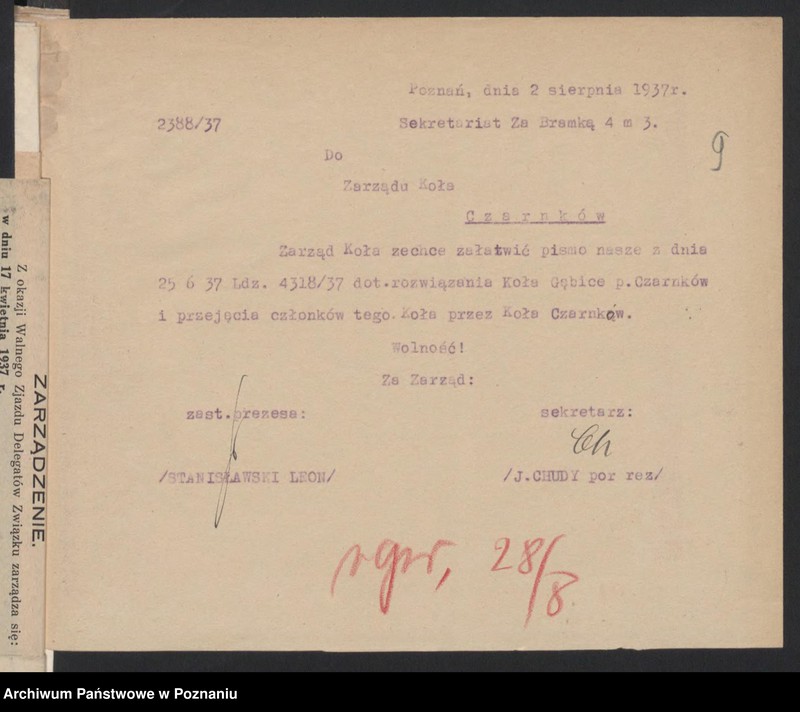 Poznań, dnia 2 sierpnia 1937r.
2388/37 Sekretariat Za Bramką 4 m 3.
9
Do
Zarządu Koła
Czarnków
Zarząd Koła zechce załatwić pismo nasze z dnia
25 6 37 Ldz. 4318/37 dot.rozwiązania Koła Gębice p.Czarnków
i przejęcia członków tego.Koła przez Koła Czarnków.
Wolność!
Za Zarząd:
zast.prezesa: sekretarz:
Ch
/STANISŁAWSKI LEON/ /J.CHUDY por rez/
28/8
ZARZĄDZENIE.
Z okazji Walnego Zjazdu Delegatów Związku zarządza się:
w dniu 17 kwietnia 1937 r.
Archiwum Państwowe w Poznaniu